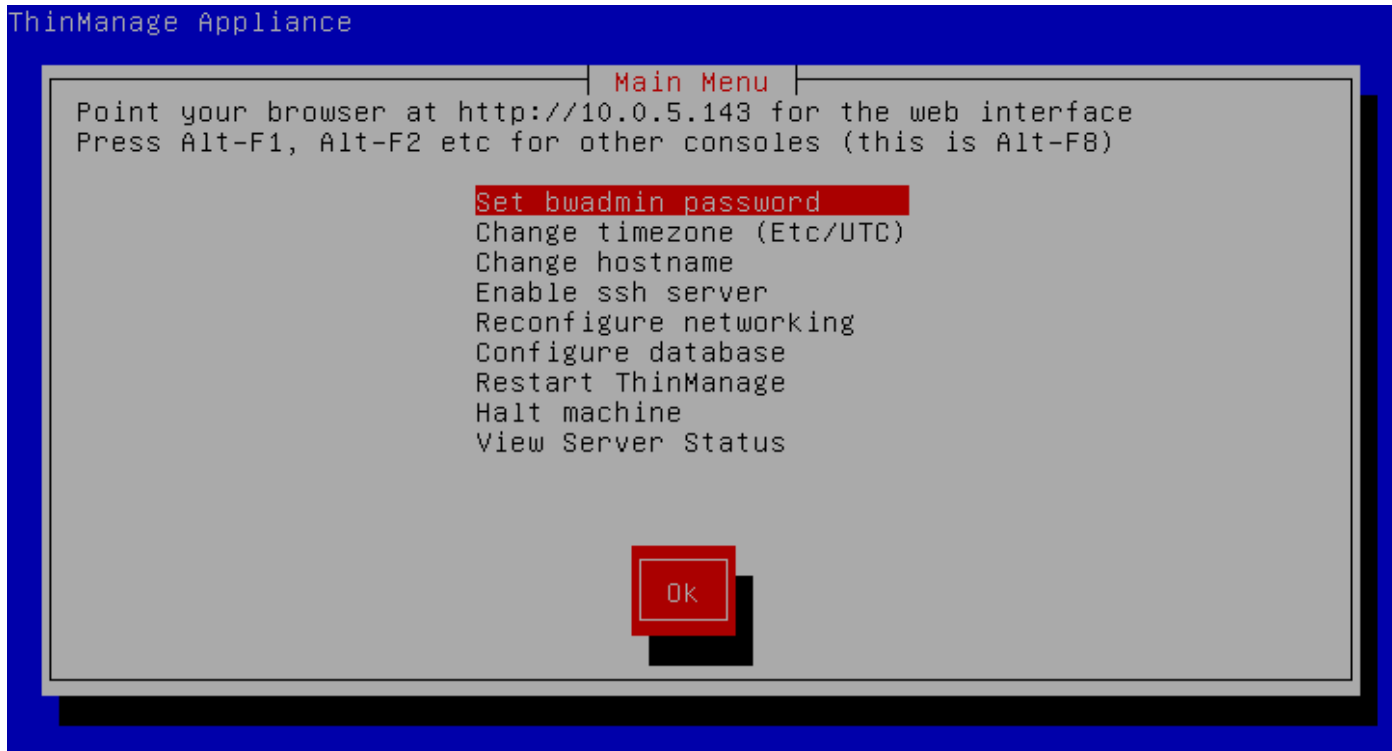 ThinManage Appliance
Main Menu
Point your browser at http://10.0.5.143 for the web interface
Press Alt-F1, Alt-F2 etc for other consoles (this is Alt-F8)
Set bwadmin password
Change timezone (Etc/UTC)
Change hostname
Enable ssh server
Reconfigure networking
Configure database
Restart ThinManage
Halt machine
View Server Status
Ok